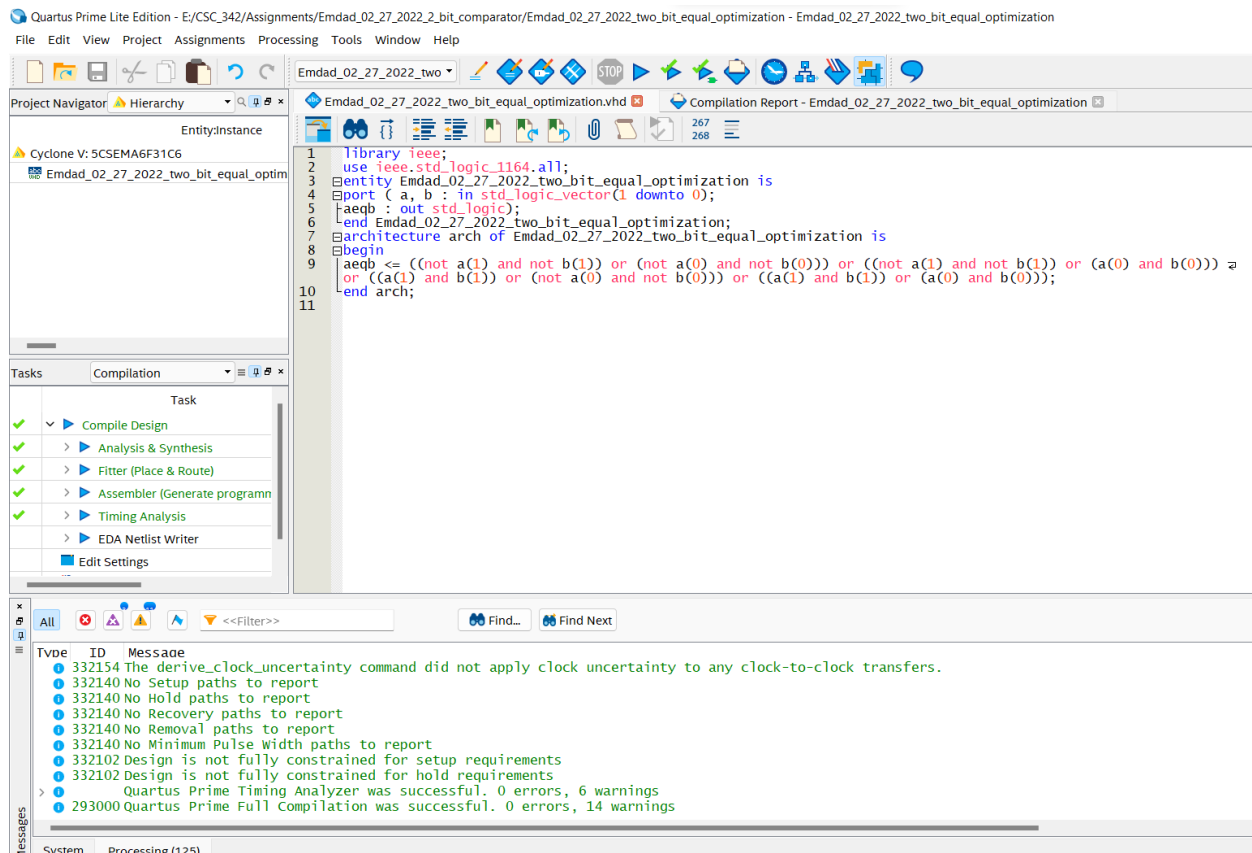 Quartus Prime Lite Edition - E:/CSC_342/Assignments/Emdad_02_27_2022_2_bit_comparator/Emdad_02_27_2022_two_bit_equal_optimization - Emdad_02_27_2022_two_bit_equal_optimization
File Edit View Project Assignments Processing Tools Window Help
Emdad_02_27_2022_two
STOP
Project Navigator Hierarchy
Entity:Instance
Cyclone V: 5CSEMA6F31C6
Emdad_02_27_2022_two_bit_equal_optim
Emdad_02_27_2022_two_bit_equal_optimization.vhd
Compilation Report - Emdad_02_27_2022_two_bit_equal_optimization
267
268
1 library ieee;
2 use ieee.std_logic_1164.all;
3 entity Emdad_02_27_2022_two_bit_equal_optimization is
4 port ( a, b : in std_logic_vector(1 downto 0);
5 aeqb : out std_logic);
6 end Emdad_02_27_2022_two_bit_equal_optimization;
7 architecture arch of Emdad_02_27_2022_two_bit_equal_optimization is
8 begin
9 aeqb <= ((not a(1) and not b(1)) or (not a(0) and not b(0))) or ((not a(1) and not b(1)) or (a(0) and b(0)))
or ((a(1) and b(1)) or (not a(0) and not b(0))) or ((a(1) and b(1)) or (a(0) and b(0)));
10 end arch;
11
Tasks Compilation
Task
Compile Design
Analysis & Synthesis
Fitter (Place & Route)
Assembler (Generate programm
Timing Analysis
EDA Netlist Writer
Edit Settings
All <<Filter>> Find... Find Next
Type ID Message
332154 The derive_clock_uncertainty command did not apply clock uncertainty to any clock-to-clock transfers.
332140 No Setup paths to report
332140 No Hold paths to report
332140 No Recovery paths to report
332140 No Removal paths to report
332140 No Minimum Pulse Width paths to report
332102 Design is not fully constrained for setup requirements
332102 Design is not fully constrained for hold requirements
Quartus Prime Timing Analyzer was successful. 0 errors, 6 warnings
293000 Quartus Prime Full Compilation was successful. 0 errors, 14 warnings
Messages
System Processing (125)